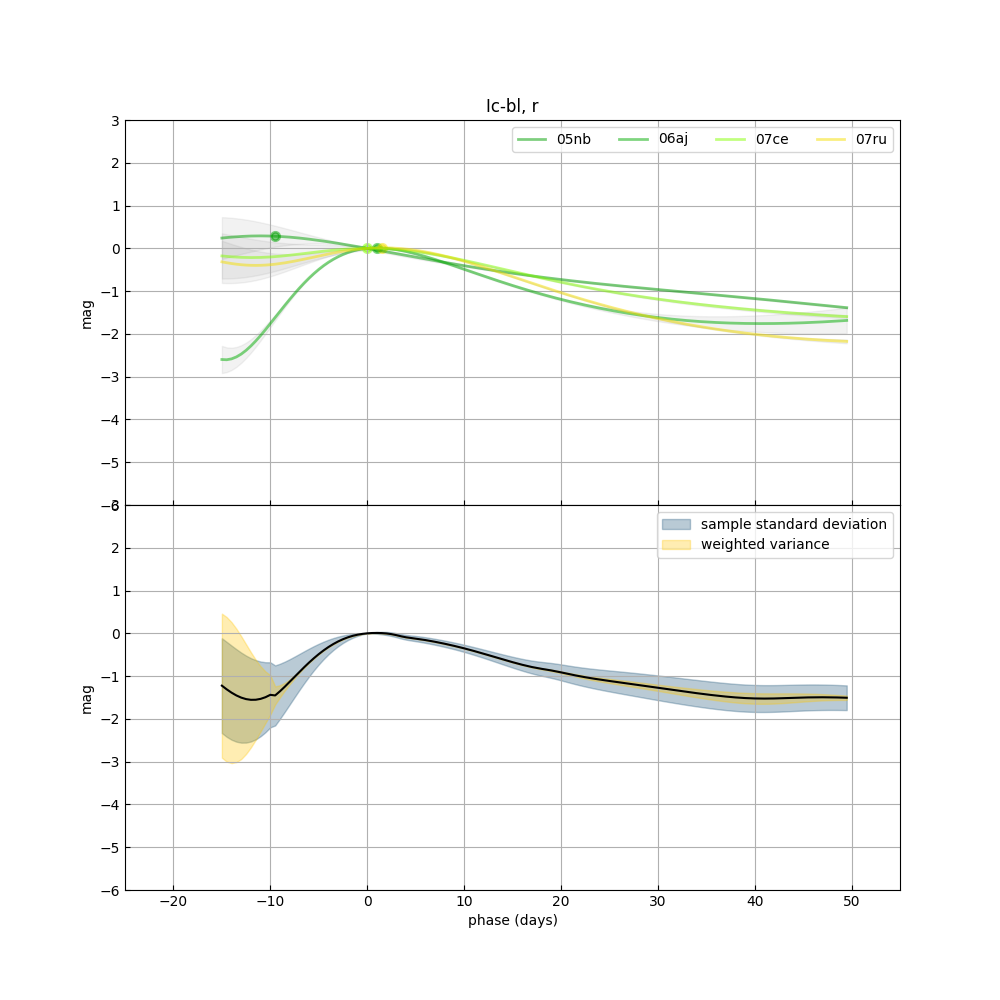 Ic-bl, r
05nb 06aj 07ce 07ru
3
2
1
0
−1
−2
−3
−4
−5
−6
mag
sample standard deviation
weighted variance
3
2
1
0
−1
−2
−3
−4
−5
−6
mag
−20 −10 0 10 20 30 40 50
phase (days)